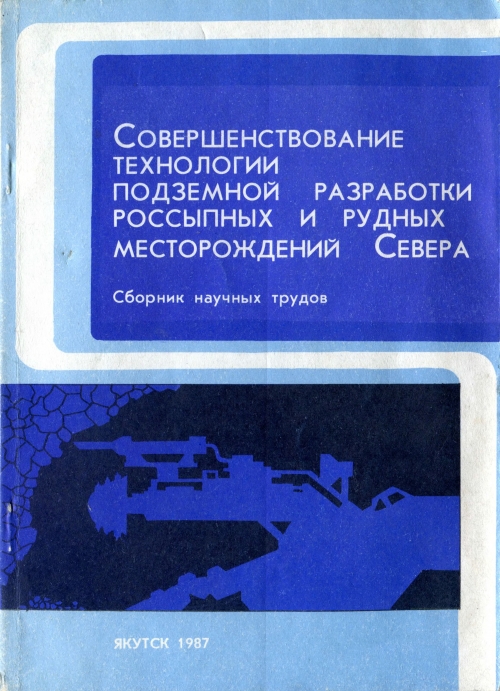 Совершенствование
технологии
подземной разработки
россыпных и рудных
месторождений Севера
Сборник научных трудов
ЯКУТСК 1987